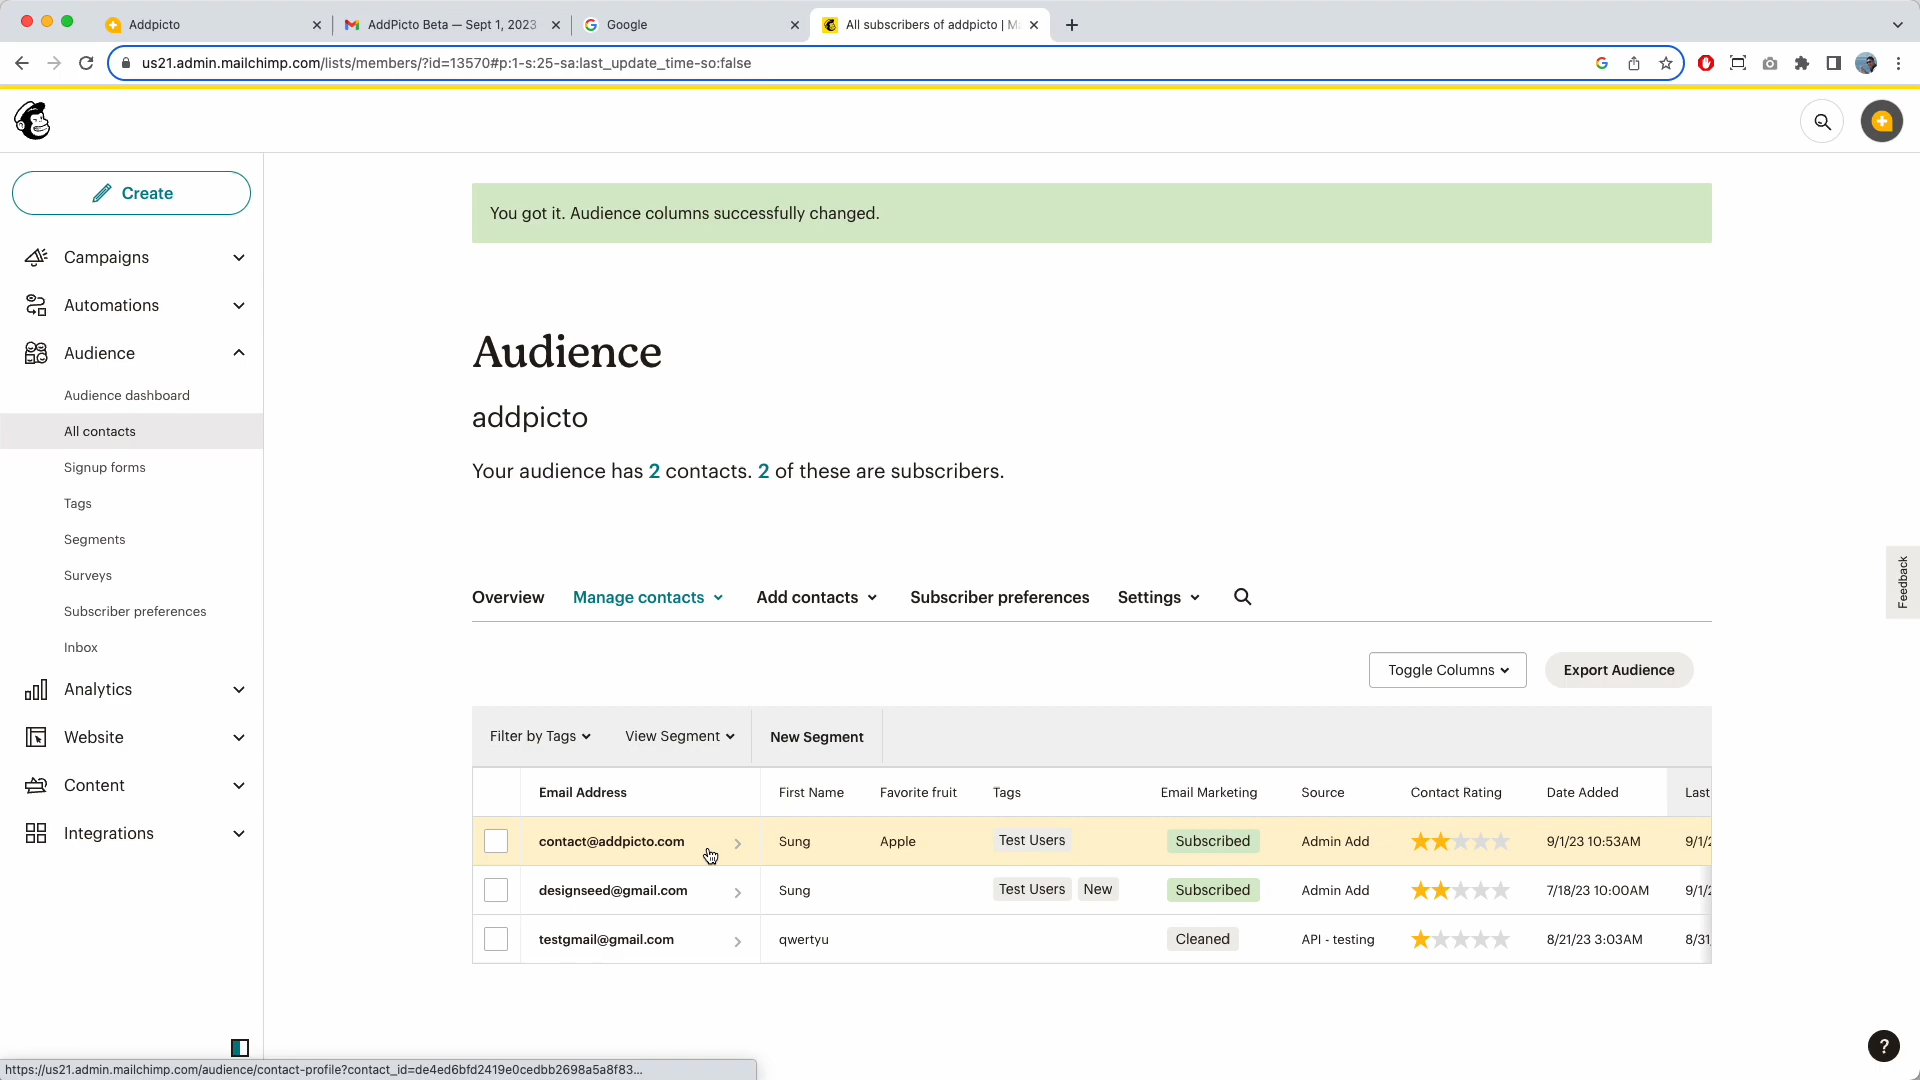 Addpicto
AddPicto Beta — Sept 1, 2023
Google
All subscribers of addpicto | M
us21.admin.mailchimp.com/lists/members/?id=13570#p:1-s:25-sa:last_update_time-so:false
Create
Campaigns
Automations
Audience
Audience dashboard
All contacts
Signup forms
Tags
Segments
Surveys
Subscriber preferences
Inbox
Analytics
Website
Content
Integrations
You got it. Audience columns successfully changed.
Audience
addpicto
Your audience has 2 contacts. 2 of these are subscribers.
Overview Manage contacts Add contacts Subscriber preferences Settings
Toggle Columns Export Audience
Filter by Tags View Segment New Segment
Email Address First Name Favorite fruit Tags Email Marketing Source Contact Rating Date Added Last
contact@addpicto.com Sung Apple Test Users Subscribed Admin Add 9/1/23 10:53AM 9/1/2
designseed@gmail.com Sung Test Users New Subscribed Admin Add 7/18/23 10:00AM 9/1/2
testgmail@gmail.com qwertyu Cleaned API - testing 8/21/23 3:03AM 8/31/
Feedback
?
https://us21.admin.mailchimp.com/audience/contact-profile?contact_id=de4ed6bfd2419e0cedbb2698a5a8f83...